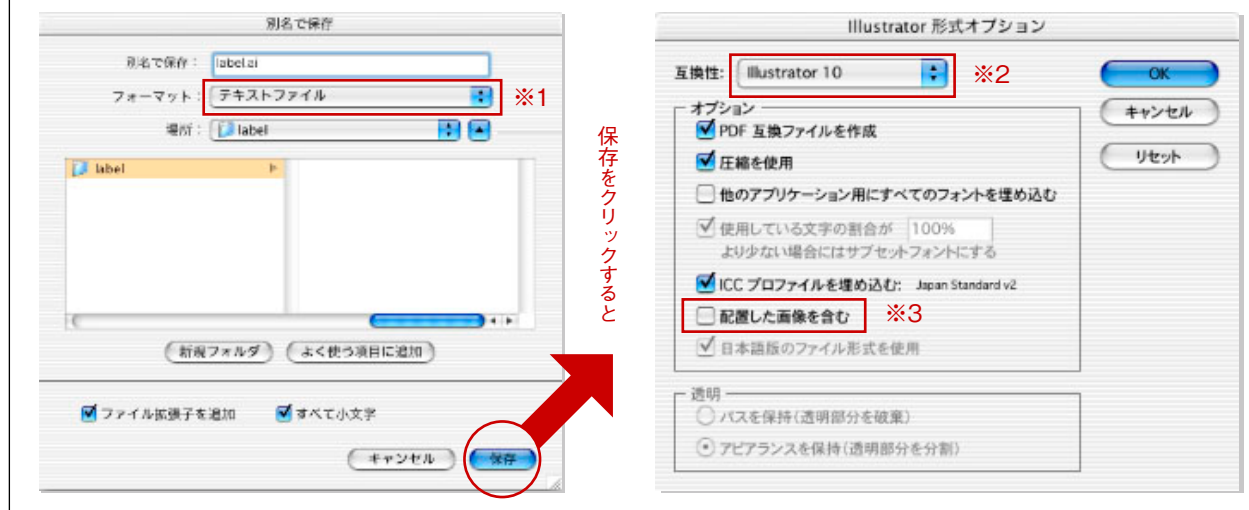 別名で保存
別名で保存：
label.ai
フォーマット：
テキストファイル
※1
場所：
label
label
新規フォルダ
よく使う項目に追加
ファイル拡張子を追加
すべて小文字
キャンセル
保存
保存をクリックすると
Illustrator 形式オプション
互換性:
Illustrator 10
※2
OK
キャンセル
リセット
オプション
PDF 互換ファイルを作成
圧縮を使用
他のアプリケーション用にすべてのフォントを埋め込む
使用している文字の割合が
100%
より少ない場合にはサブセットフォントにする
ICC プロファイルを埋め込む:
Japan Standard v2
配置した画像を含む
※3
日本語版のファイル形式を使用
透明
パスを保持(透明部分を破棄)
アピアランスを保持(透明部分を分割)